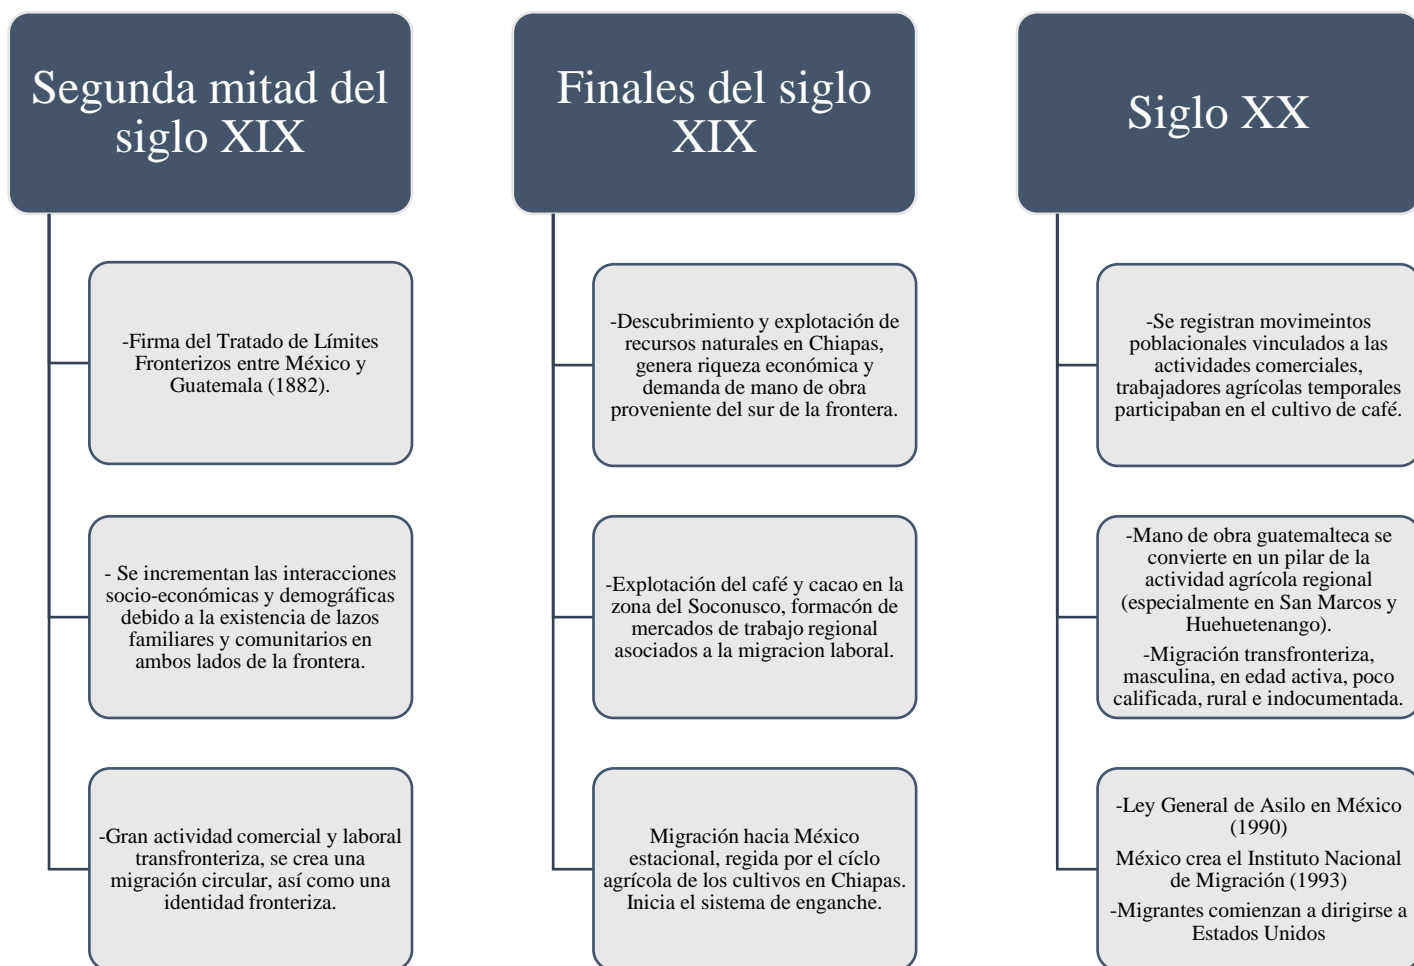 Segunda mitad del
siglo XIX
-Firma del Tratado de Límites
Fronterizos entre México y
Guatemala (1882).
- Se incrementan las interacciones
socio-económicas y demográficas
debido a la existencia de lazos
familiares y comunitarios en
ambos lados de la frontera.
-Gran actividad comercial y laboral
transfronteriza, se crea una
migración circular, así como una
identidad fronteriza.
Finales del siglo
XIX
-Descubrimiento y explotación de
recursos naturales en Chiapas,
genera riqueza económica y
demanda de mano de obra
proveniente del sur de la frontera.
-Explotación del café y cacao en la
zona del Soconusco, formacón de
mercados de trabajo regional
asociados a la migracion laboral.
Migración hacia México
estacional, regida por el cíclo
agrícola de los cultivos en Chiapas.
Inicia el sistema de enganche.
Siglo XX
-Se registran movimeintos
poblacionales vinculados a las
actividades comerciales,
trabajadores agrícolas temporales
participaban en el cultivo de café.
-Mano de obra guatemalteca se
convierte en un pilar de la
actividad agrícola regional
(especialmente en San Marcos y
Huehuetenango).
-Migración transfronteriza,
masculina, en edad activa, poco
calificada, rural e indocumentada.
-Ley General de Asilo en México
(1990)
México crea el Instituto Nacional
de Migración (1993)
-Migrantes comienzan a dirigirse a
Estados Unidos